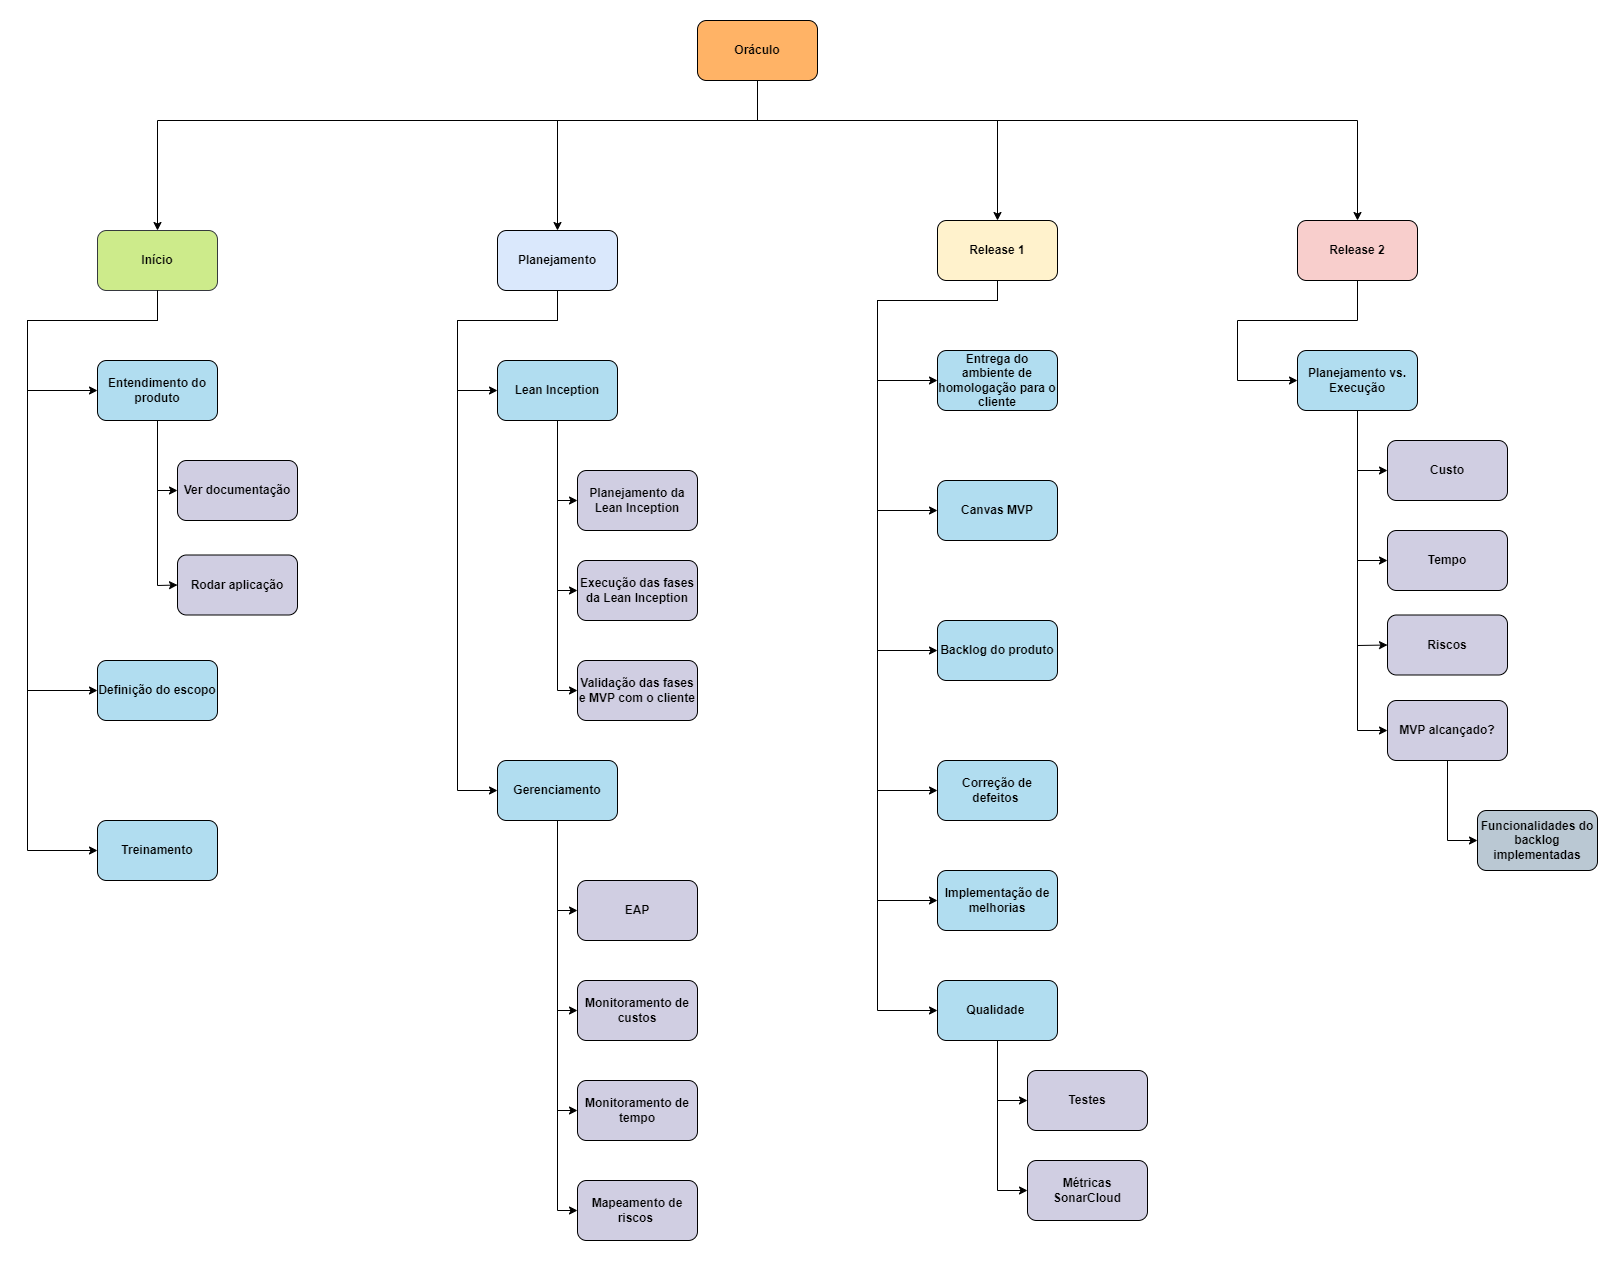 Oráculo
Início
Planejamento
Release 1
Release 2
Entendimento do
produto
Ver documentação
Rodar aplicação
Definição do escopo
Treinamento
Lean Inception
Planejamento da
Lean Inception
Execução das fases
da Lean Inception
Validação das fases
e MVP com o cliente
Gerenciamento
EAP
Monitoramento de
custos
Monitoramento de
tempo
Mapeamento de
riscos
Entrega do
ambiente de
homologação para o
cliente
Canvas MVP
Backlog do produto
Correção de
defeitos
Implementação de
melhorias
Qualidade
Testes
Métricas
SonarCloud
Planejamento vs.
Execução
Custo
Tempo
Riscos
MVP alcançado?
Funcionalidades do
backlog
implementadas